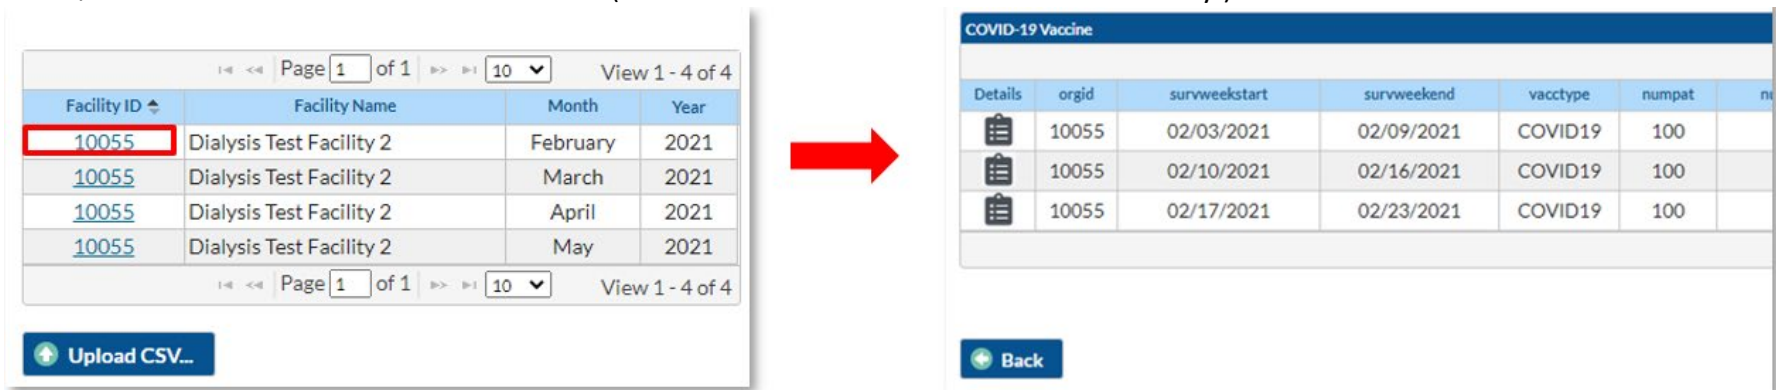 Page 1 of 1 10 View 1 - 4 of 4
Facility ID Facility Name Month Year
10055 Dialysis Test Facility 2 February 2021
10055 Dialysis Test Facility 2 March 2021
10055 Dialysis Test Facility 2 April 2021
10055 Dialysis Test Facility 2 May 2021
Page 1 of 1 10 View 1 - 4 of 4
Upload CSV...
COVID-19 Vaccine
Details orgid survweekstart survweekend vacctype numpat
10055 02/03/2021 02/09/2021 COVID19 100
10055 02/10/2021 02/16/2021 COVID19 100
10055 02/17/2021 02/23/2021 COVID19 100
Back